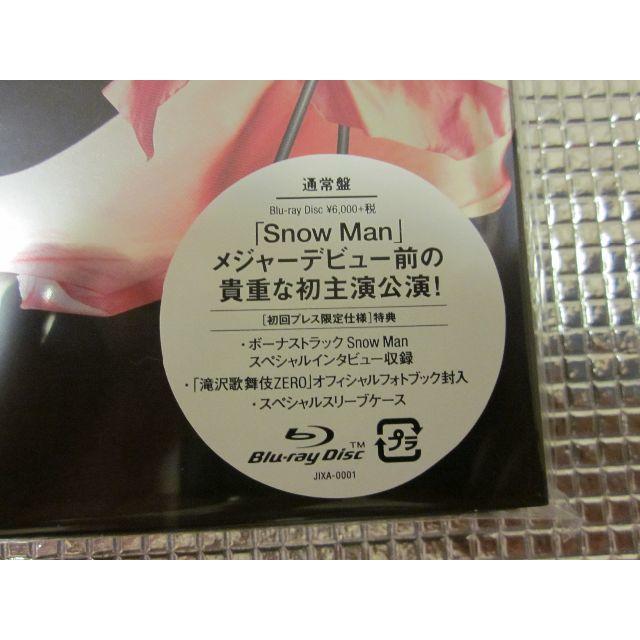 通常盤
Blu-ray Disc ¥6,000+税
「Snow Man」
メジャーデビュー前の
貴重な初主演公演!
[初回プレス限定仕様]特典
・ボーナストラック Snow Man
スペシャルインタビュー収録
・「滝沢歌舞伎ZERO」オフィシャルフォトブック封入
・スペシャルスリーブケース
Blu-ray Disc™
プラ
JIXA-0001